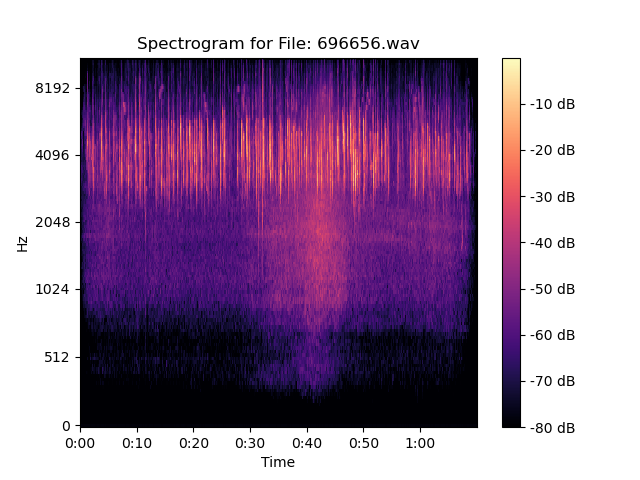 Spectrogram for File: 696656.wav
8192
4096
2048
1024
512
0
Hz
0:00 0:10 0:20 0:30 0:40 0:50 1:00
Time
-10 dB
-20 dB
-30 dB
-40 dB
-50 dB
-60 dB
-70 dB
-80 dB